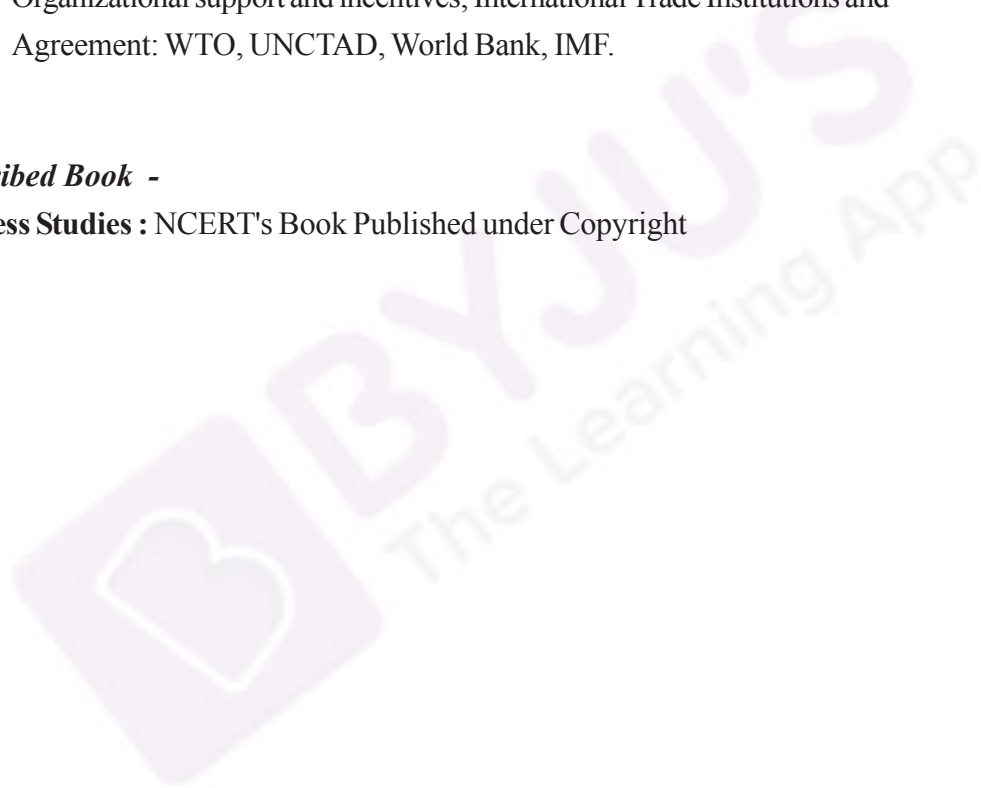 Organizational support and incentives; International Trade Institutions and
Agreement: WTO, UNCTAD, World Bank, IMF.
ibed Book -
ess Studies : NCERT's Book Published under Copyright
BYJU'S
The Learning App